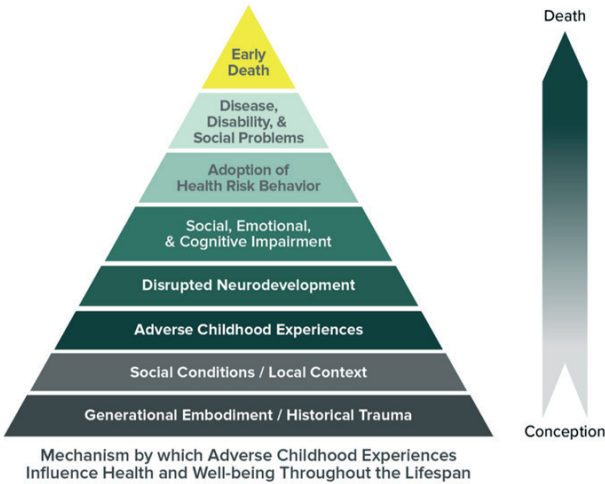 Death
Early
Death
Disease,
Disability, &
Social Problems
Adoption of
Health Risk Behavior
Social, Emotional,
& Cognitive Impairment
Disrupted Neurodevelopment
Adverse Childhood Experiences
Social Conditions / Local Context
Generational Embodiment / Historical Trauma
Conception
Mechanism by which Adverse Childhood Experiences
Influence Health and Well-being Throughout the Lifespan